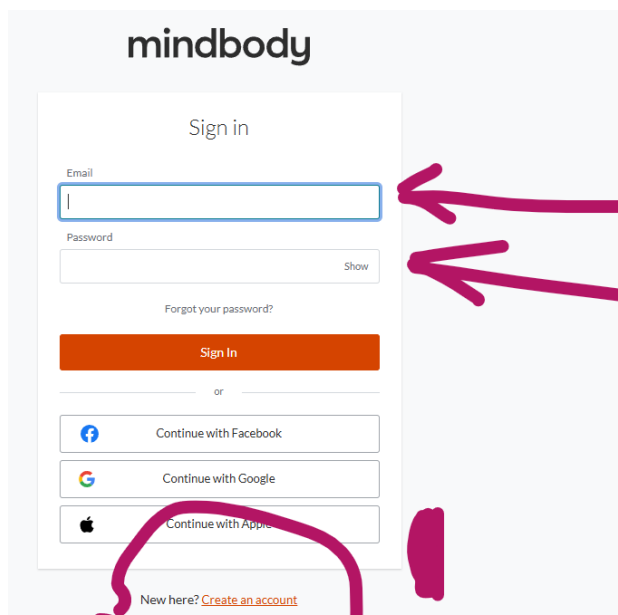 mindbody
Sign in
Email
Password
Show
Forgot your password?
Sign In
or
Continue with Facebook
Continue with Google
Continue with Apple
New here? Create an account